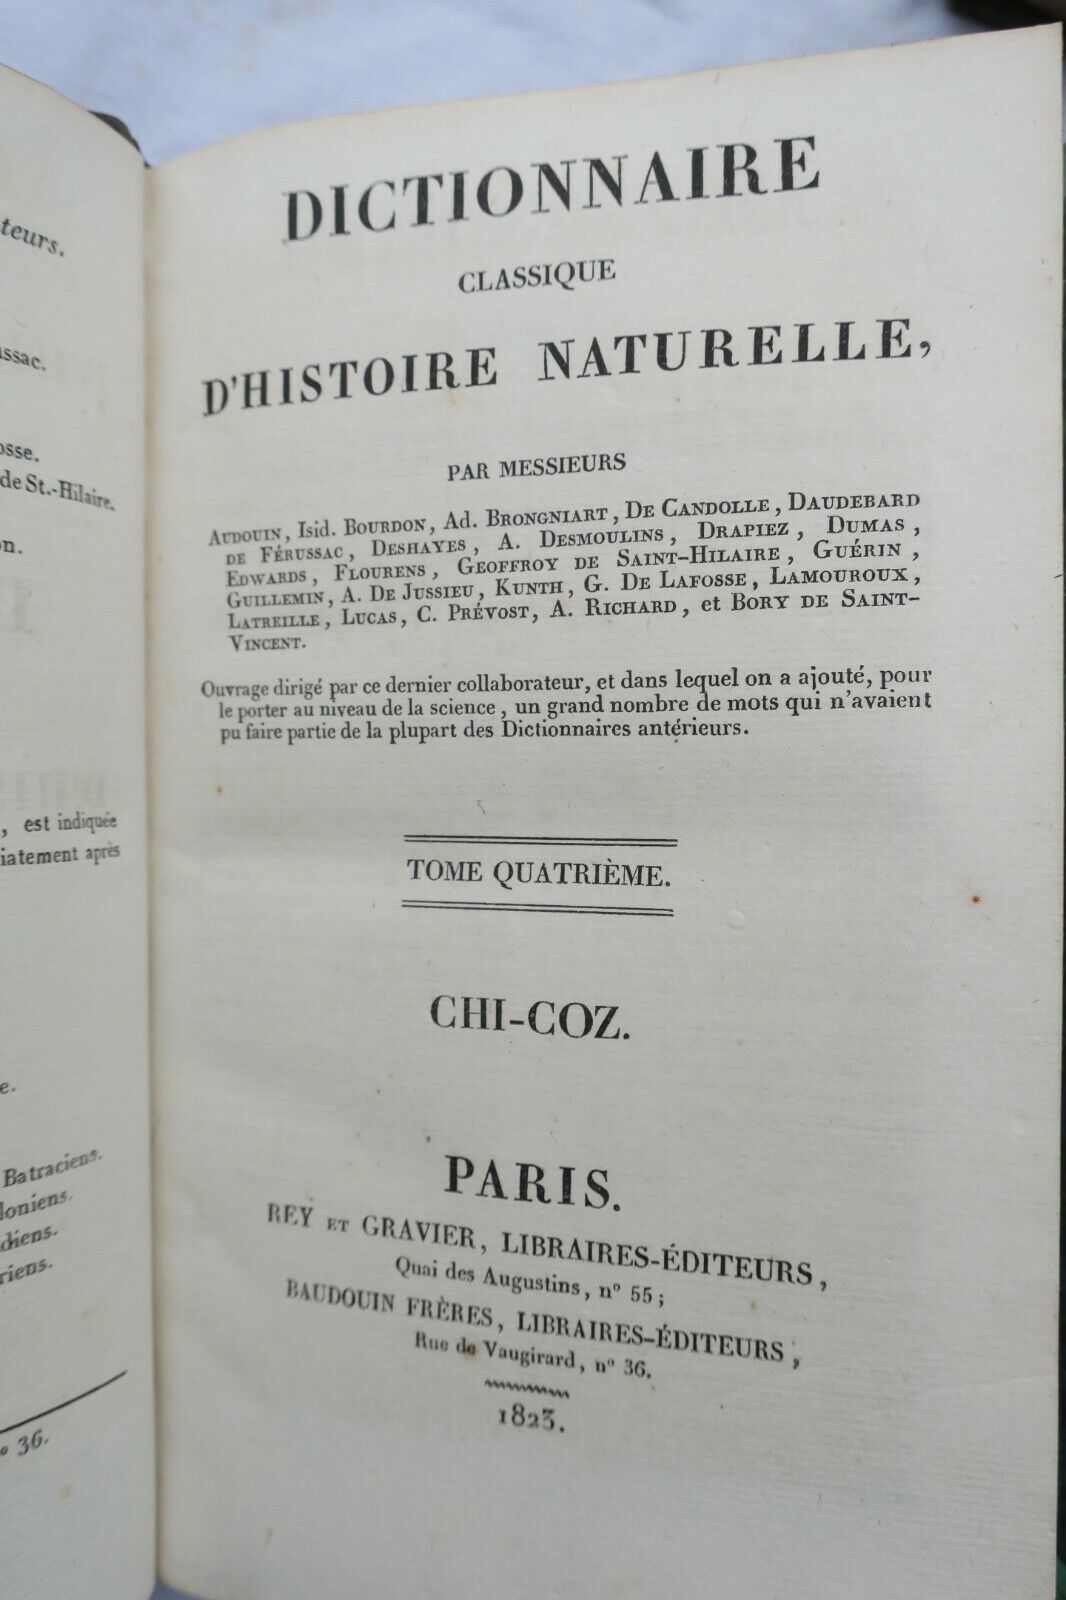 teurs.
ssac.
osse.
de St.-Hilaire.
on.
, est indiquée
iatement après
e.
Batraciens.
loniens.
diens.
riens.
º 36.
DICTIONNAIRE
CLASSIQUE
D'HISTOIRE NATURELLE,
PAR MESSIEURS
AUDOUIN, Isid. BOURDON, Ad. BRONGNIART, DE CANDOLLE, DAUDEBARD
DE FÉRUSSAC, DESHAYES, A. DESMOULINS, DRAPIEZ, DUMAS,
EDWARDS, FLOURENS, GEOFFROY DE SAINT-HILAIRE, GUÉRIN,
GUILLEMIN, A. DE JUSSIEU, KUNTH, G. DE LAFOSSE, LAMOUROUX,
LATREILLE, LUCAS, C. PRÉVOST, A. RICHARD, et BORY DE SAINT-
VINCENT.
Ouvrage dirigé par ce dernier collaborateur, et dans lequel on a ajouté, pour
le porter au niveau de la science, un grand nombre de mots qui n'avaient
pu faire partie de la plupart des Dictionnaires antérieurs.
TOME QUATRIÈME.
CHI-COZ.
PARIS.
REY ET GRAVIER, LIBRAIRES-ÉDITEURS,
Quai des Augustins, nº 55;
BAUDOUIN FRÈRES, LIBRAIRES-ÉDITEURS,
Rue de Vaugirard, nº 36.
1823.